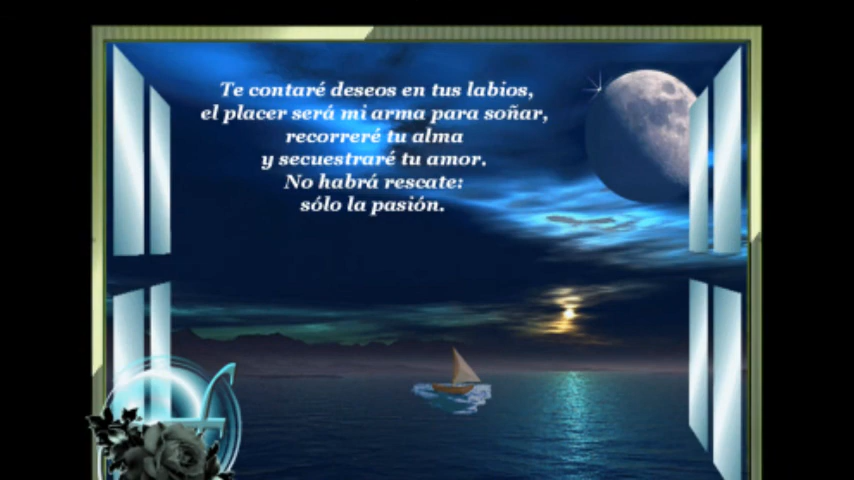 Te contaré deseos en tus labios,
el placer será mi arma para soñar,
recorreré tu alma
y secuestraré tu amor.
No habrá rescate:
sólo la pasión.